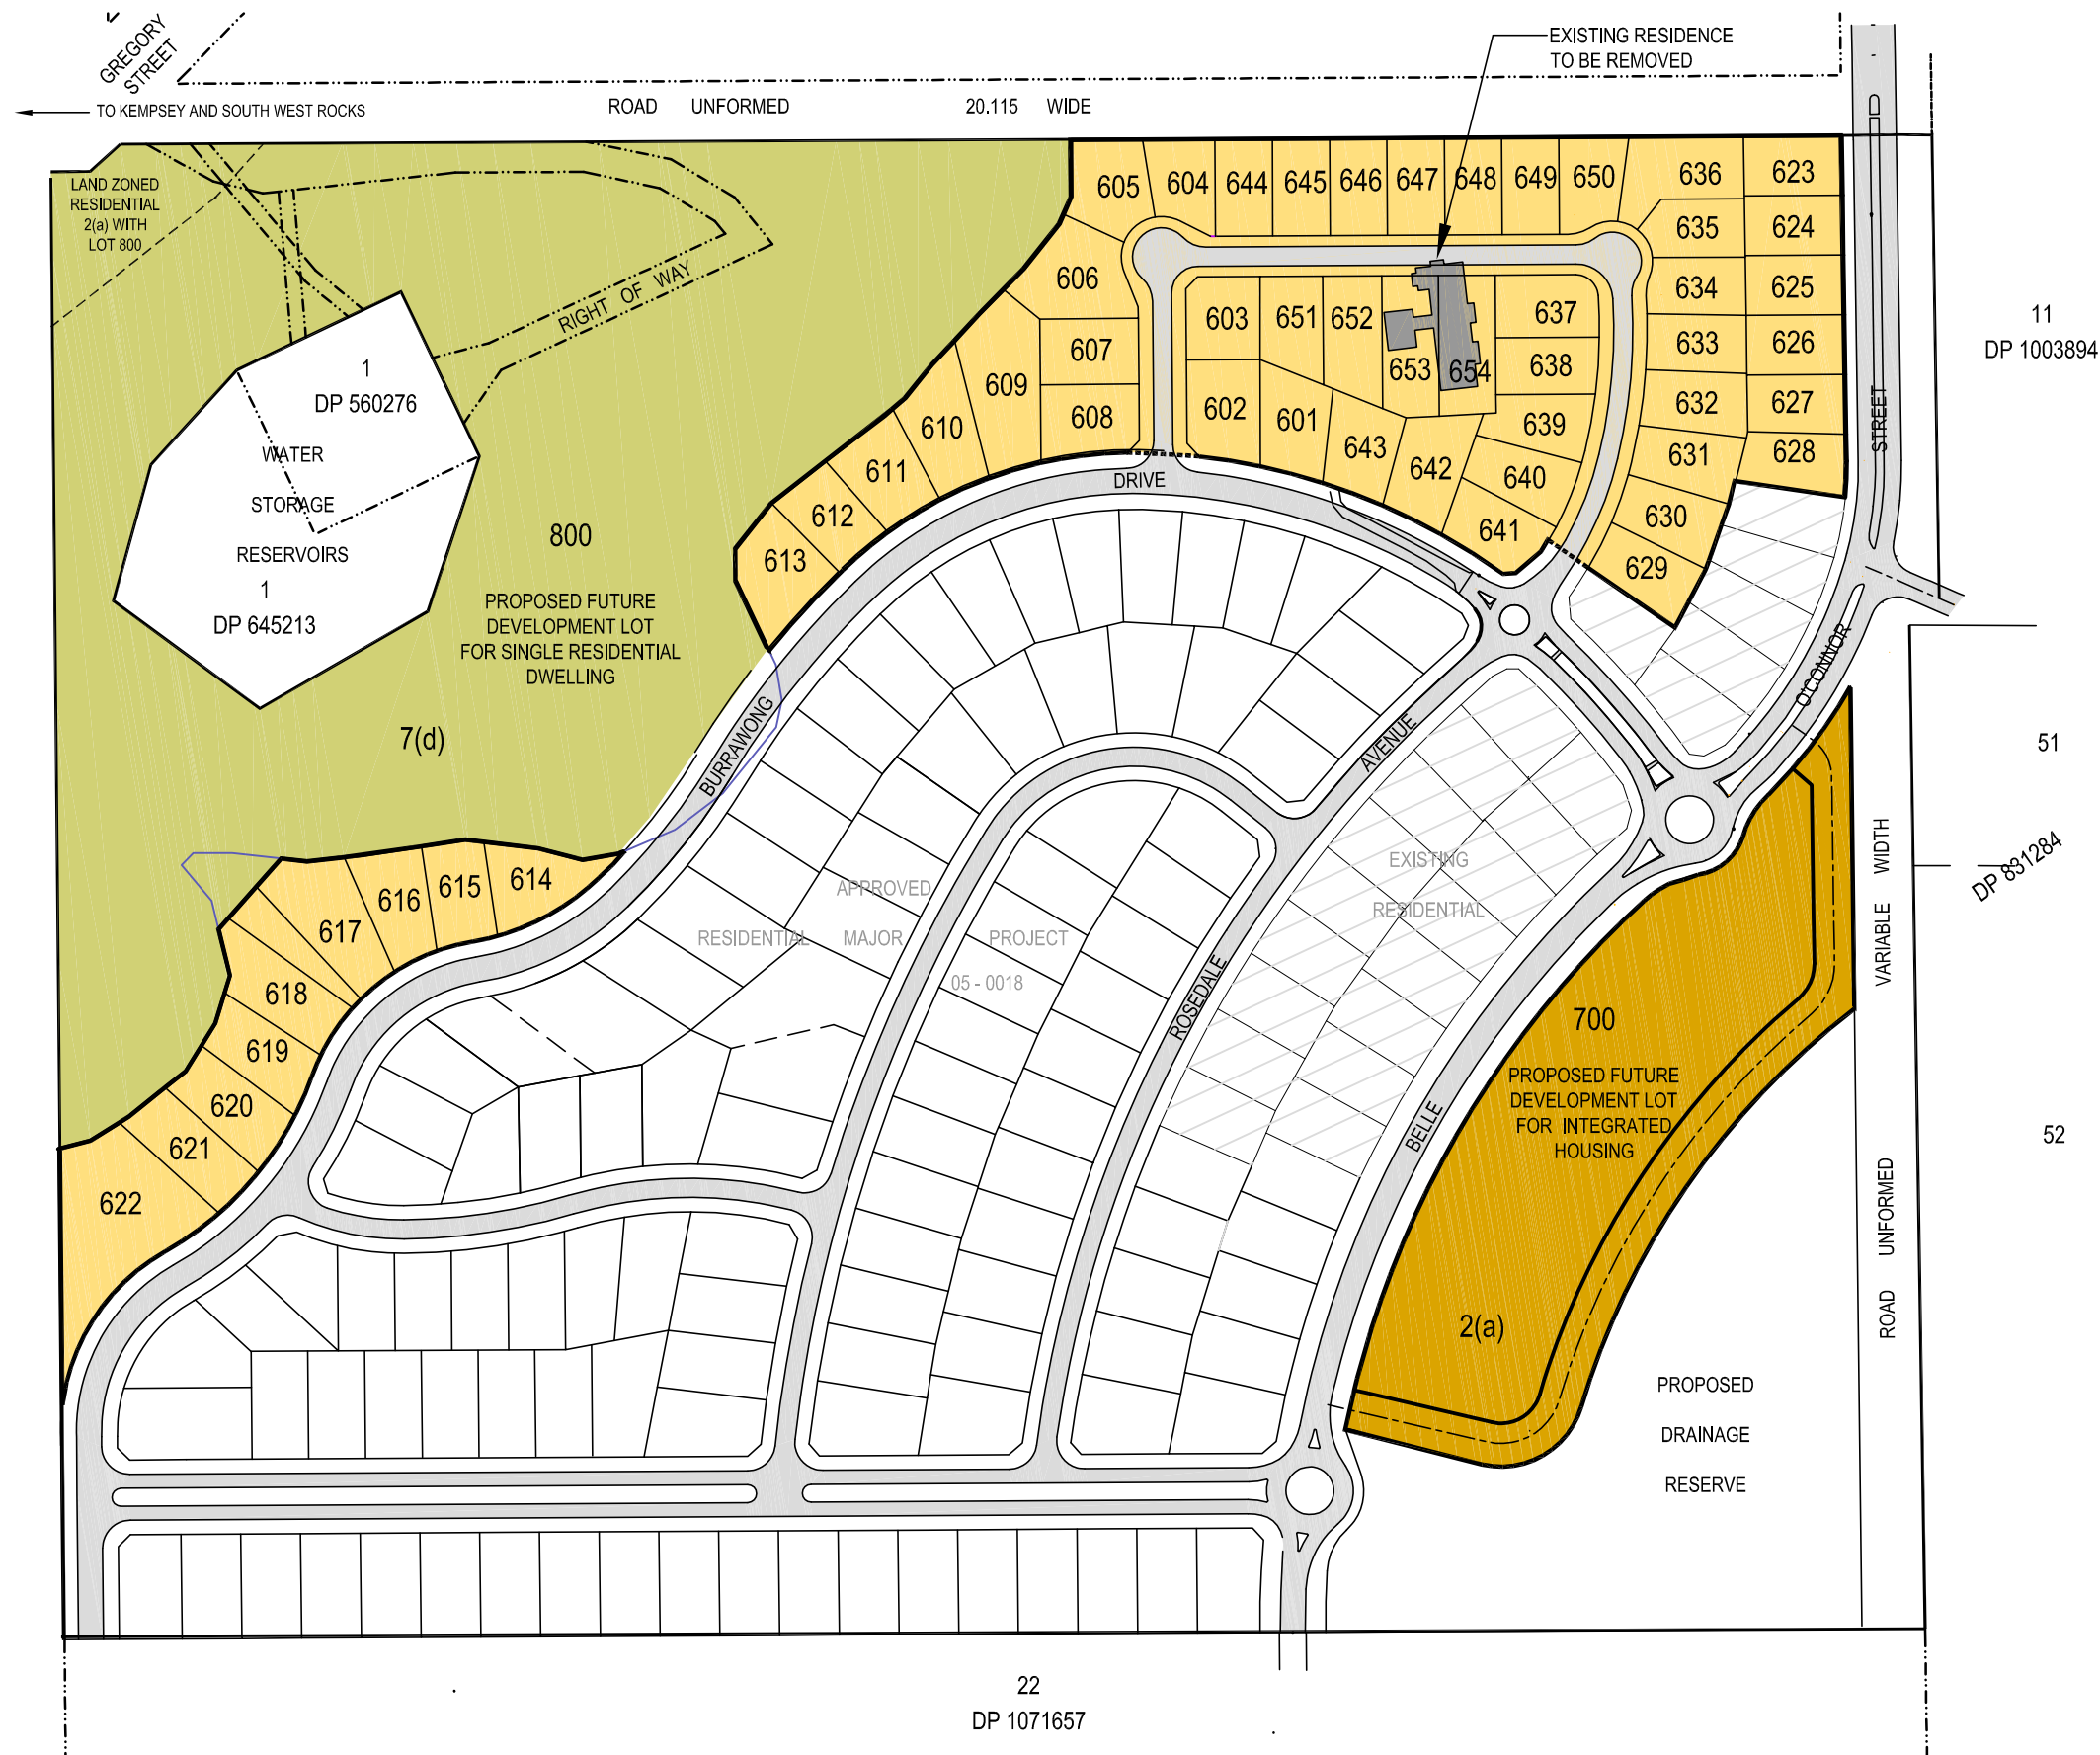 GREGORY
STREET
TO KEMPSEY AND SOUTH WEST ROCKS
ROAD UNFORMED 20.115 WIDE
EXISTING RESIDENCE
TO BE REMOVED
LAND ZONED
RESIDENTIAL
2(a) WITH
LOT 800
RIGHT OF WAY
605
604
644
645
646
647
648
649
650
636
623
635
624
634
625
633
626
632
627
631
628
630
629
606
607
608
609
610
611
612
613
603
651
652
653
654
637
638
639
640
641
602
601
643
642
11
DP 1003894
1
DP 560276
WATER
STORAGE
RESERVOIRS
1
DP 645213
800
PROPOSED FUTURE
DEVELOPMENT LOT
FOR SINGLE RESIDENTIAL
DWELLING
7(d)
BURRAWONG
DRIVE
STREET
O'CONNOR
AVENUE
ROSEDALE
BELLE
51
DP 831284
52
614
615
616
617
618
619
620
621
622
APPROVED
RESIDENTIAL MAJOR PROJECT
05 - 0018
EXISTING
RESIDENTIAL
700
PROPOSED FUTURE
DEVELOPMENT LOT
FOR INTEGRATED
HOUSING
2(a)
PROPOSED
DRAINAGE
RESERVE
ROAD UNFORMED VARIABLE WIDTH
22
DP 1071657